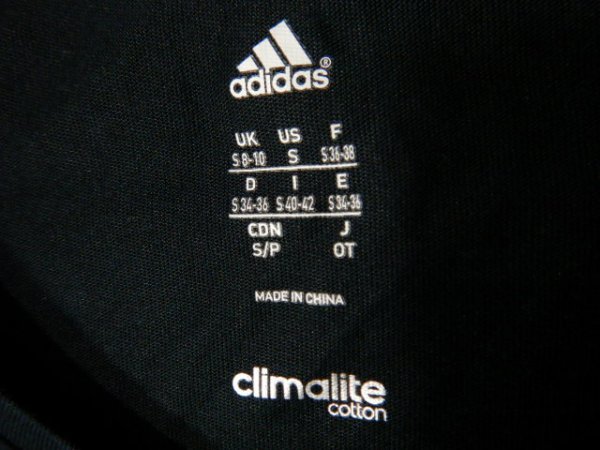 adidas®
UK US F
S 8-10 S S 36-38
D I E
S 34-36 S 40-42 S 34-36
CDN J
S/P OT
MADE IN CHINA
climalite
cotton